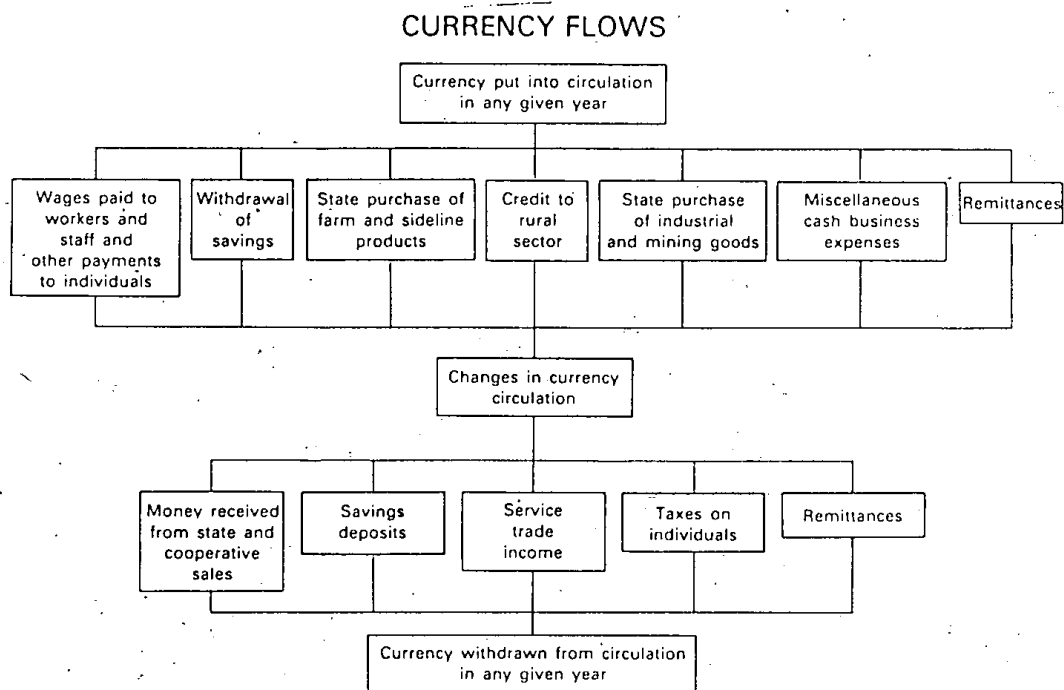 CURRENCY FLOWS
Currency put into circulation
in any given year
Wages paid to
workers and
staff and
other payments
to individuals
Withdrawal
of
savings
State purchase of
farm and sideline
products
Credit to
rural
sector
State purchase
of industrial
and mining goods
Miscellaneous
cash business
expenses
Remittances
Changes in currency
circulation
Money received
from state and
cooperative
sales
Savings
deposits
Service
trade
income
Taxes on
individuals
Remittances
Currency withdrawn from circulation
in any given year